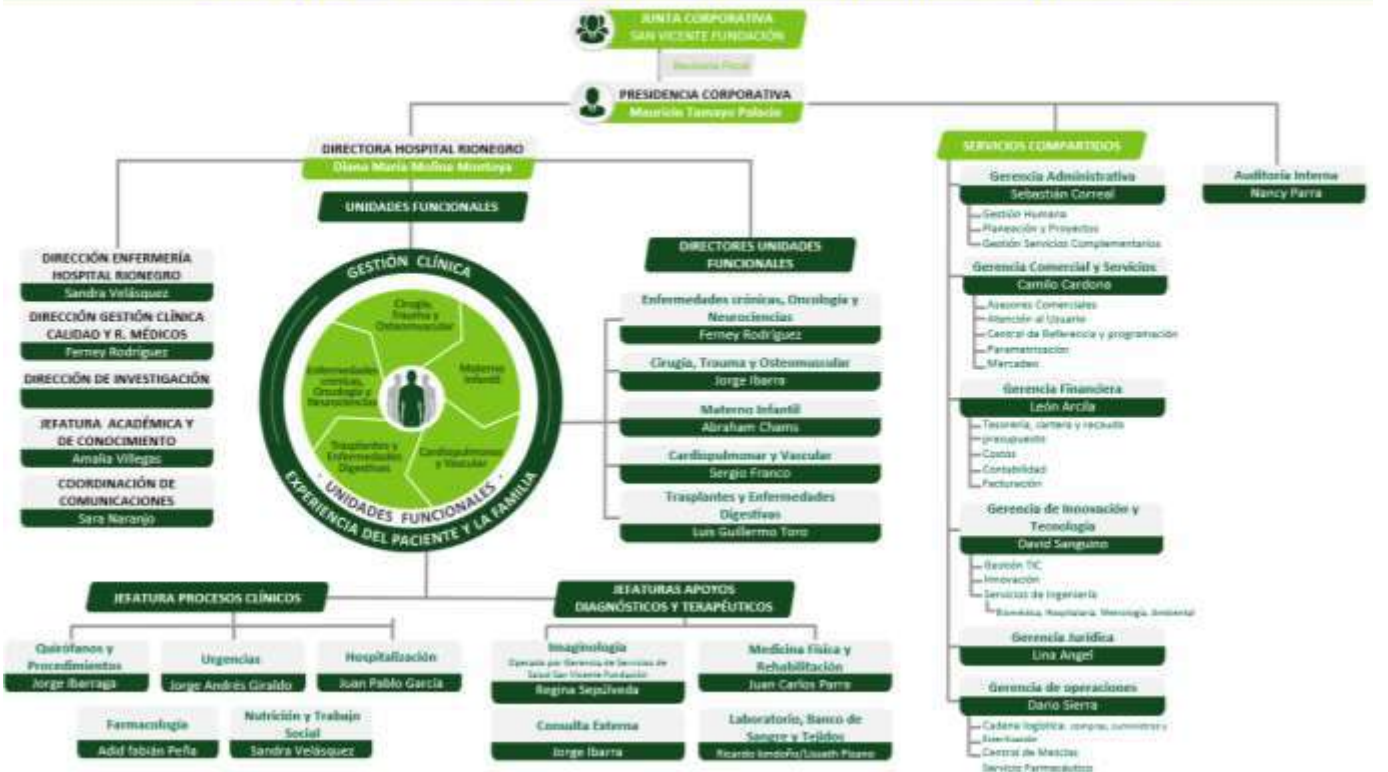 JUNTA CORPORATIVA
SAN VICENTE FUNDACIÓN
Revisoría Fiscal
PRESIDENCIA CORPORATIVA
Mauricio Tamayo Palacio
DIRECTORA HOSPITAL RIONEGRO
Diana María Molina Montoya
UNIDADES FUNCIONALES
DIRECCIÓN ENFERMERÍA
HOSPITAL RIONEGRO
Sandra Velásquez
DIRECCIÓN GESTIÓN CLÍNICA
CALIDAD Y R. MÉDICOS
Ferney Rodríguez
DIRECCIÓN DE INVESTIGACIÓN
JEFATURA ACADÉMICA Y
DE CONOCIMIENTO
Amalia Villegas
COORDINACIÓN DE
COMUNICACIONES
Sara Naranjo
GESTIÓN CLÍNICA
Cirugía,
Trauma y
Osteomuscular
Materno
Infantil
Cardiopulmonar
y Vascular
Trasplantes y
Enfermedades
Digestivas
Enfermedades
crónicas,
Oncología y
Neurociencias
· UNIDADES FUNCIONALES ·
EXPERIENCIA DEL PACIENTE Y LA FAMILIA
DIRECTORES UNIDADES
FUNCIONALES
Enfermedades crónicas, Oncología y
Neurociencias
Ferney Rodríguez
Cirugía, Trauma y Osteomuscular
Jorge Ibarra
Materno Infantil
Abraham Chams
Cardiopulmonar y Vascular
Sergio Franco
Trasplantes y Enfermedades
Digestivas
Luis Guillermo Toro
JEFATURA PROCESOS CLÍNICOS
Quirófanos y
Procedimientos
Jorge Ibarraga
Urgencias
Jorge Andrés Giraldo
Hospitalización
Juan Pablo García
Farmacología
Adid fabián Peña
Nutrición y Trabajo
Social
Sandra Velásquez
JEFATURAS APOYOS
DIAGNÓSTICOS Y TERAPÉUTICOS
Imaginología
Operado por Gerencia de Servicios de
Salud San Vicente Fundación
Regina Sepúlveda
Medicina Física y
Rehabilitación
Juan Carlos Parra
Consulta Externa
Jorge Ibarra
Laboratorio, Banco de
Sangre y Tejidos
Ricardo
SERVICIOS COMPARTIDOS
Gerencia Administrativa
Sebastián Correal
Gestión Humana
Planeación y Proyectos
Gestión Servicios Complementarios
Gerencia Comercial y Servicios
Camilo Cardona
Asesores Comerciales
Atención al Usuario
Central de Referencia y programación
Parametrización
Mercadeo
Gerencia Financiera
León Arcila
Tesorería, cartera y recaudo
presupuesto
Costos
Contabilidad
Facturación
Gerencia de Innovación y
Tecnología
David Sanguino
Gestión TIC
Innovación
Servicios de Ingeniería
Biomédica, Hospitalaria, Metrología, Ambiental
Gerencia Jurídica
Lina Angel
Gerencia de operaciones
Dario Sierra
Cadena logística: compras, suministros y
Esterilización
Central de Mezclas
Servicio Farmacéutico
Auditoría Interna
Nancy Parra